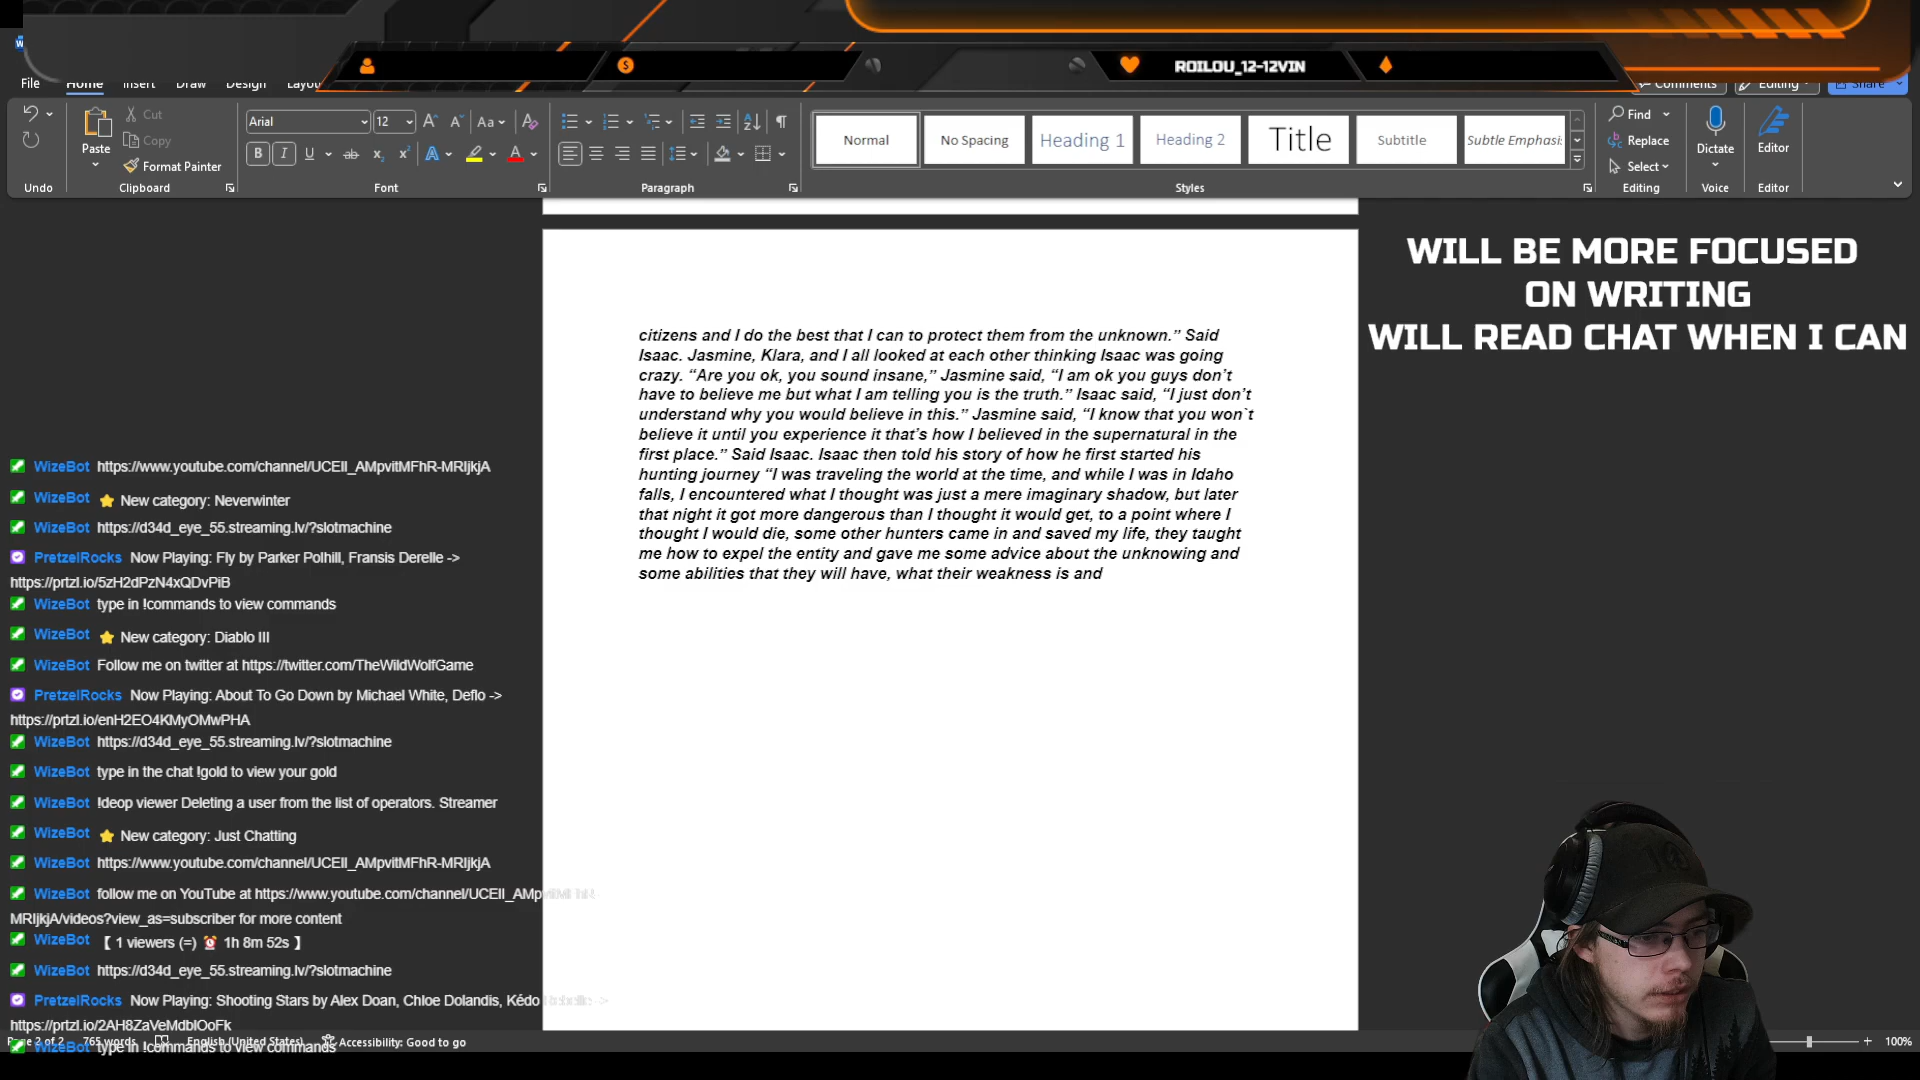 ROILOU_12-12VIN
File
Home
Insert
Draw
Design
Layou
Comments
Editing
Share
Undo
Paste
Cut
Copy
Format Painter
Clipboard
Arial
12
Font
Paragraph
Normal
No Spacing
Heading 1
Heading 2
Title
Subtitle
Subtle Emphasis
Styles
Find
Replace
Select
Editing
Dictate
Voice
Editor
Editor
WILL BE MORE FOCUSED
ON WRITING
WILL READ CHAT WHEN I CAN
citizens and I do the best that I can to protect them from the unknown.” Said
Isaac. Jasmine, Klara, and I all looked at each other thinking Isaac was going
crazy. “Are you ok, you sound insane,” Jasmine said, “I am ok you guys don’t
have to believe me but what I am telling you is the truth.” Isaac said, “I just don’t
understand why you would believe in this.” Jasmine said, “I know that you won`t
believe it until you experience it that’s how I believed in the supernatural in the
first place.” Said Isaac. Isaac then told his story of how he first started his
hunting journey “I was traveling the world at the time, and while I was in Idaho
falls, I encountered what I thought was just a mere imaginary shadow, but later
that night it got more dangerous than I thought it would get, to a point where I
thought I would die, some other hunters came in and saved my life, they taught
me how to expel the entity and gave me some advice about the unknowing and
some abilities that they will have, what their weakness is and
WizeBot https://www.youtube.com/channel/UCEIl_AMpvitMFhR-MRIjkjA
WizeBot ⭐ New category: Neverwinter
WizeBot https://d34d_eye_55.streaming.lv/?slotmachine
PretzelRocks Now Playing: Fly by Parker Polhill, Fransis Derelle ->
https://prtzl.io/5zH2dPzN4xQDvPiB
WizeBot type in !commands to view commands
WizeBot ⭐ New category: Diablo III
WizeBot Follow me on twitter at https://twitter.com/TheWildWolfGame
PretzelRocks Now Playing: About To Go Down by Michael White, Deflo ->
https://prtzl.io/enH2EO4KMyOMwPHA
WizeBot https://d34d_eye_55.streaming.lv/?slotmachine
WizeBot type in the chat !gold to view your gold
WizeBot !deop viewer Deleting a user from the list of operators. Streamer
WizeBot ⭐ New category: Just Chatting
WizeBot https://www.youtube.com/channel/UCEIl_AMpvitMFhR-MRIjkjA
WizeBot follow me on YouTube at https://www.youtube.com/channel/UCEIl_AMpvitMFhR-
MRIjkjA/videos?view_as=subscriber for more content
WizeBot 【 1 viewers (=) ⏰ 1h 8m 52s 】
WizeBot https://d34d_eye_55.streaming.lv/?slotmachine
PretzelRocks Now Playing: Shooting Stars by Alex Doan, Chloe Dolandis, Kédo
https://prtzl.io/2AH8ZaVeMdblOoFk
Page 2 of 2
765 words
English (United States)
Accessibility: Good to go
100%
WizeBot type in !commands to view commands